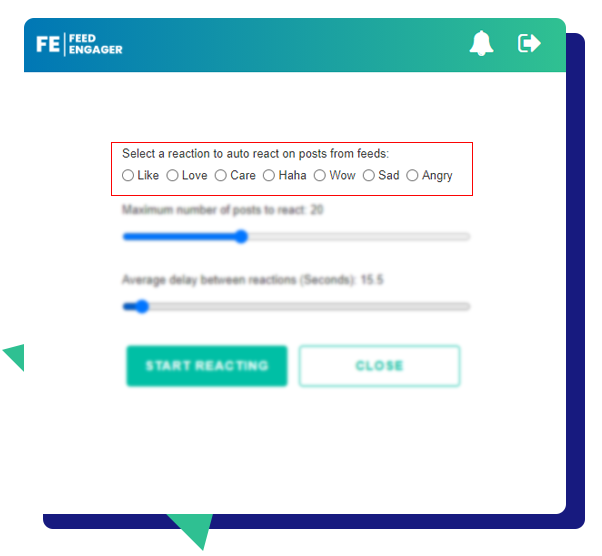 FE FEED
ENGAGER
Select a reaction to auto react on posts from feeds:
Like Love Care Haha Wow Sad Angry
Maximum number of posts to react: 20
Average delay between reactions (Seconds): 15.5
START REACTING CLOSE